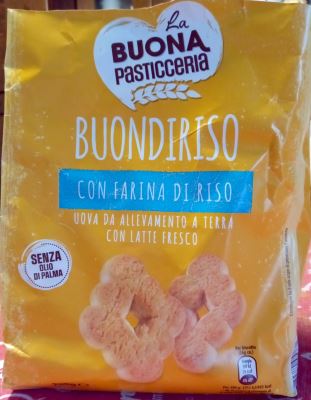 La
BUONA
PASTICCERIA
BUONDIRISO
CON FARINA DI RISO
UOVA DA ALLEVAMENTO A TERRA
CON LATTE FRESCO
SENZA
OLIO
DI PALMA